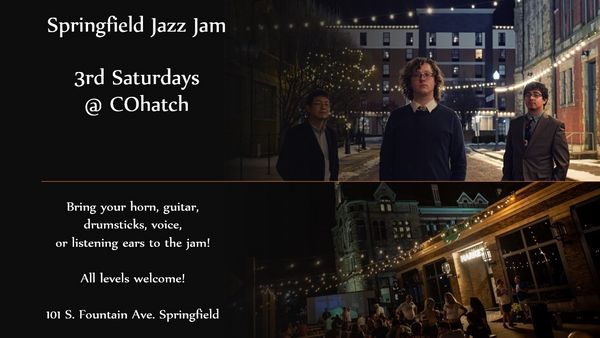 Springfield Jazz Jam
3rd Saturdays
@ COhatch
Bring your horn, guitar,
drumsticks, voice,
or listening ears to the jam!
All levels welcome!
101 S. Fountain Ave. Springfield
MARKET